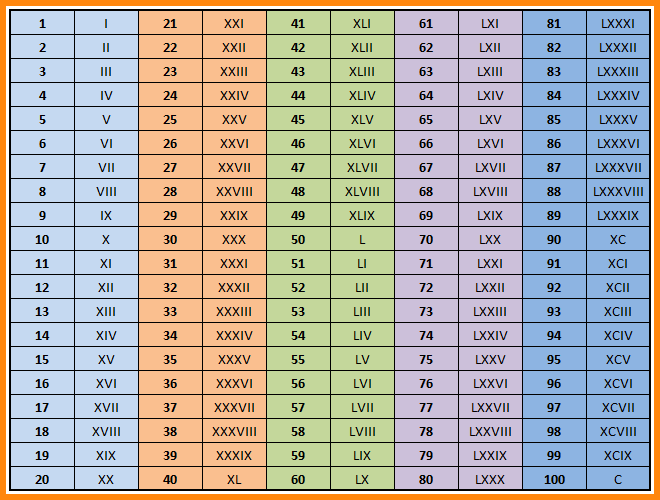 1 I 21 XXI 41 XLI 61 LXI 81 LXXXI
2 II 22 XXII 42 XLII 62 LXII 82 LXXXII
3 III 23 XXIII 43 XLIII 63 LXIII 83 LXXXIII
4 IV 24 XXIV 44 XLIV 64 LXIV 84 LXXXIV
5 V 25 XXV 45 XLV 65 LXV 85 LXXXV
6 VI 26 XXVI 46 XLVI 66 LXVI 86 LXXXVI
7 VII 27 XXVII 47 XLVII 67 LXVII 87 LXXXVII
8 VIII 28 XXVIII 48 XLVIII 68 LXVIII 88 LXXXVIII
9 IX 29 XXIX 49 XLIX 69 LXIX 89 LXXXIX
10 X 30 XXX 50 L 70 LXX 90 XC
11 XI 31 XXXI 51 LI 71 LXXI 91 XCI
12 XII 32 XXXII 52 LII 72 LXXII 92 XCII
13 XIII 33 XXXIII 53 LIII 73 LXXIII 93 XCIII
14 XIV 34 XXXIV 54 LIV 74 LXXIV 94 XCIV
15 XV 35 XXXV 55 LV 75 LXXV 95 XCV
16 XVI 36 XXXVI 56 LVI 76 LXXVI 96 XCVI
17 XVII 37 XXXVII 57 LVII 77 LXXVII 97 XCVII
18 XVIII 38 XXXVIII 58 LVIII 78 LXXVIII 98 XCVIII
19 XIX 39 XXXIX 59 LIX 79 LXXIX 99 XCIX
20 XX 40 XL 60 LX 80 LXXX 100 C